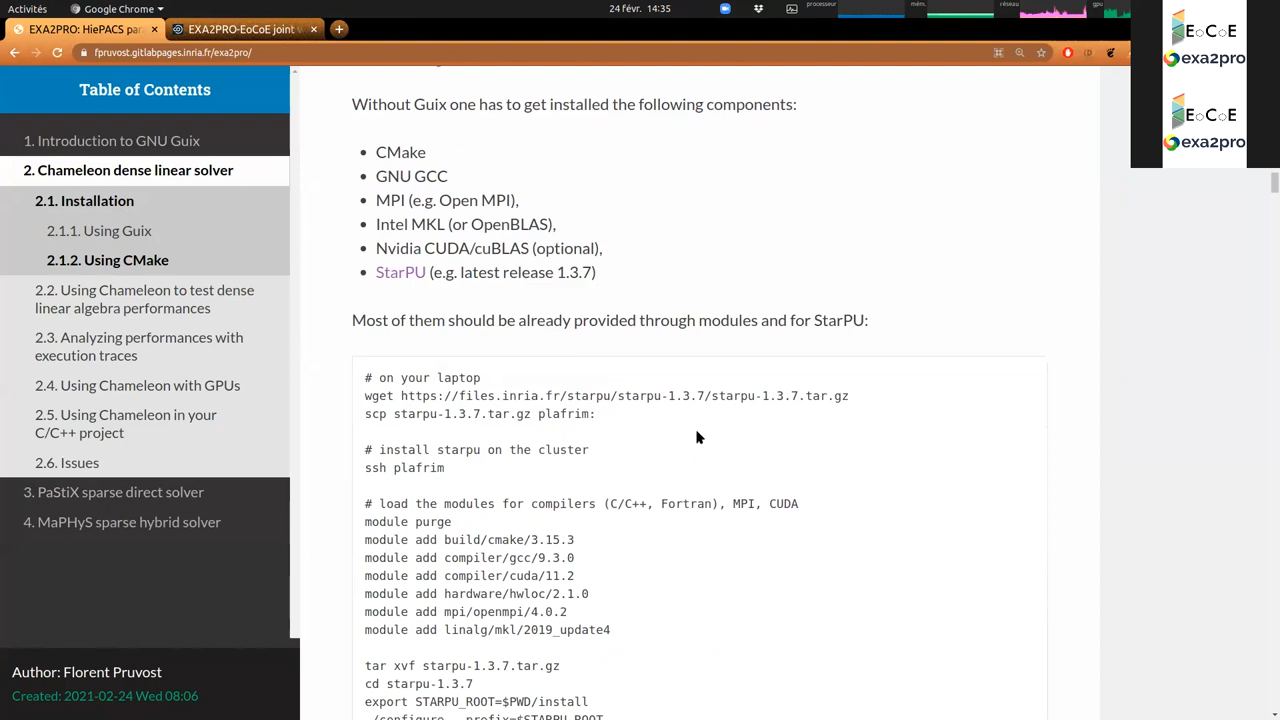 Activités
Google Chrome
24 févr. 14:35
processeur
mém.
gpu
EXA2PRO: HiePACS pa
EXA2PRO-EoCoE joint
fpruvost.gitlabpages.inria.fr/exa2pro/
EoCoE
exa2pro
EoCoE
exa2pro
Table of Contents
1. Introduction to GNU Guix
2. Chameleon dense linear solver
2.1. Installation
2.1.1. Using Guix
2.1.2. Using CMake
2.2. Using Chameleon to test dense
linear algebra performances
2.3. Analyzing performances with
execution traces
2.4. Using Chameleon with GPUs
2.5. Using Chameleon in your
C/C++ project
2.6. Issues
3. PaStiX sparse direct solver
4. MaPHyS sparse hybrid solver
Author: Florent Pruvost
Created: 2021-02-24 Wed 08:06
Without Guix one has to get installed the following components:
• CMake
• GNU GCC
• MPI (e.g. Open MPI),
• Intel MKL (or OpenBLAS),
• Nvidia CUDA/cuBLAS (optional),
• StarPU (e.g. latest release 1.3.7)
Most of them should be already provided through modules and for StarPU:
# on your laptop
wget https://files.inria.fr/starpu/starpu-1.3.7/starpu-1.3.7.tar.gz
scp starpu-1.3.7.tar.gz plafrim:
# install starpu on the cluster
ssh plafrim
# load the modules for compilers (C/C++, Fortran), MPI, CUDA
module purge
module add build/cmake/3.15.3
module add compiler/gcc/9.3.0
module add compiler/cuda/11.2
module add hardware/hwloc/2.1.0
module add mpi/openmpi/4.0.2
module add linalg/mkl/2019_update4
tar xvf starpu-1.3.7.tar.gz
cd starpu-1.3.7
export STARPU_ROOT=$PWD/install
./configure --prefix=$STARPU_ROOT